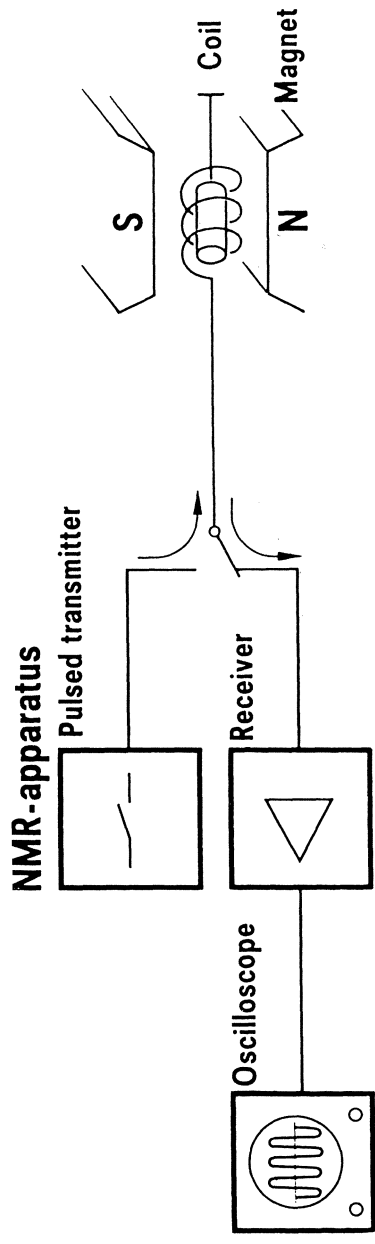 NMR-apparatus
Pulsed transmitter
Receiver
Oscilloscope
S
N
Coil
Magnet